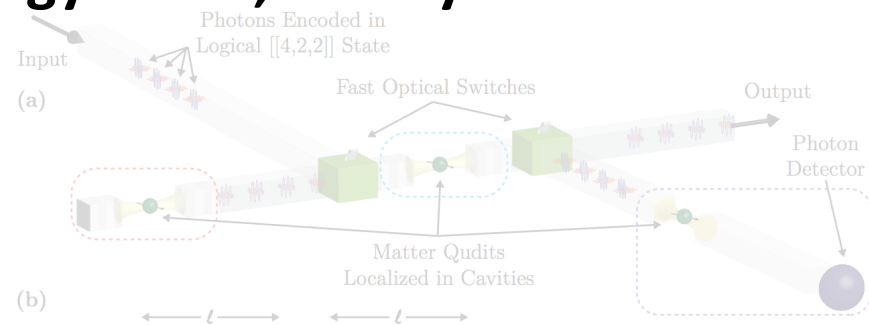 Photons Encoded in
Logical [[4,2,2]] State
Input
Fast Optical Switches
(a)
Output
Photon
Detector
Matter Qudits
Localized in Cavities
(b)
ℓ ℓ